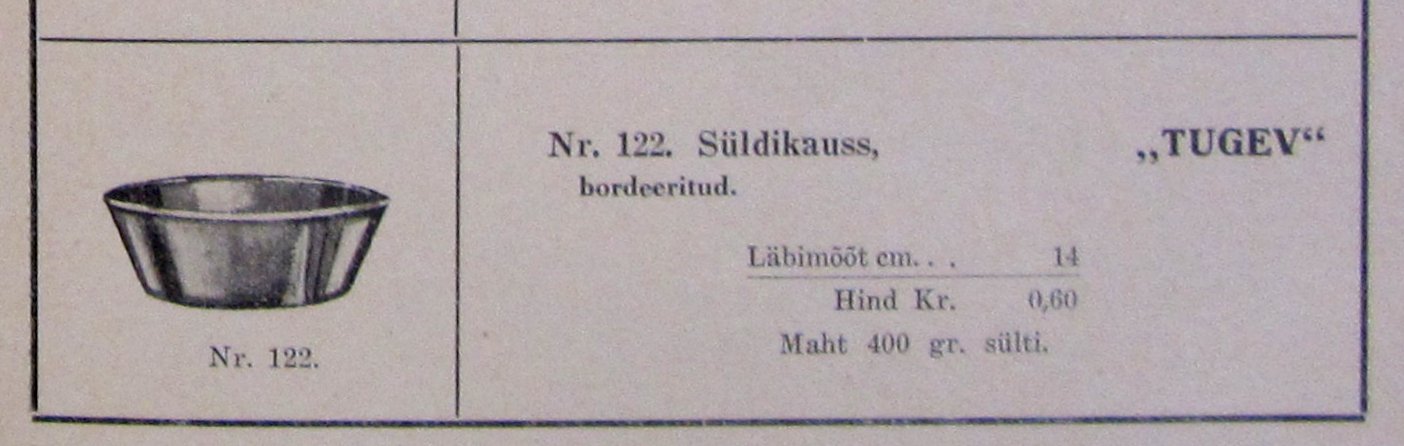 Nr. 122. Süldikauss, „TUGEV“
bordeeritud.
Läbimõõt cm. . . 14
Hind Kr. 0,60
Maht 400 gr. sülti.
Nr. 122.